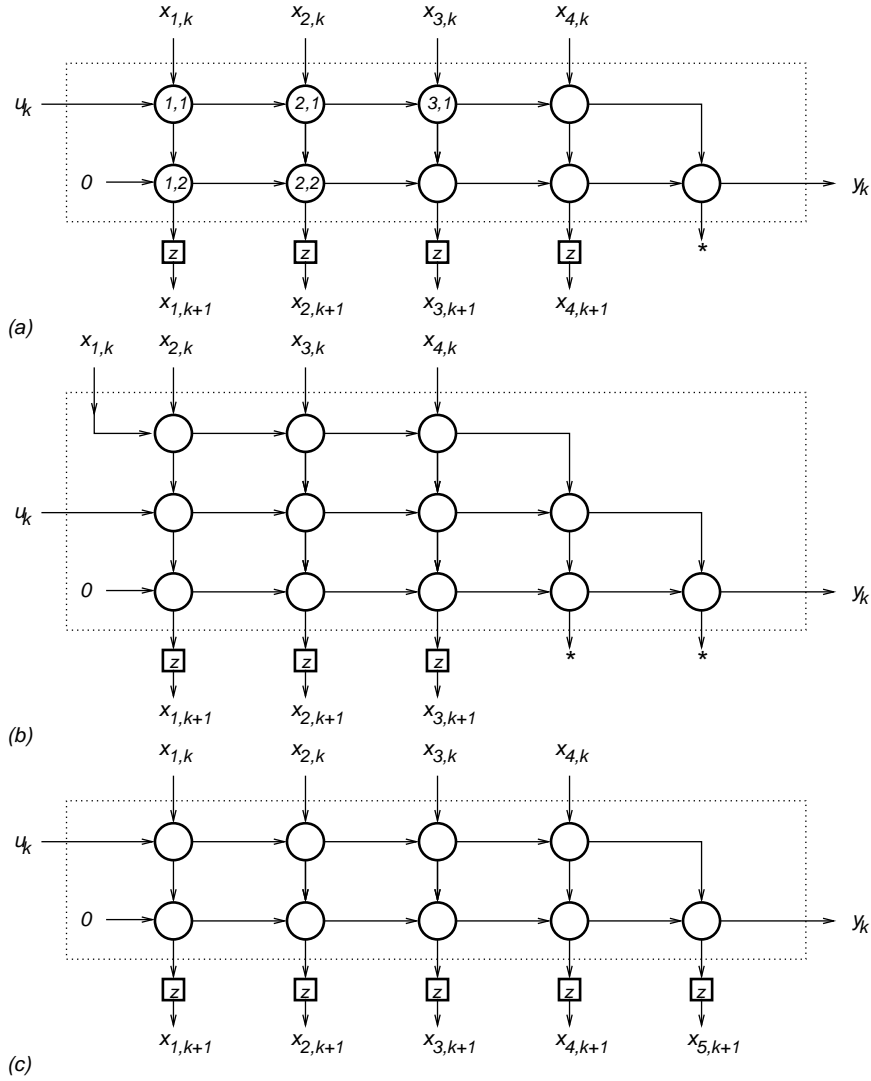 x1,k x2,k x3,k x4,k
uk 1,1 2,1 3,1
0 1,2 2,2 yk
z z z z *
x1,k+1 x2,k+1 x3,k+1 x4,k+1
(a)
x1,k x2,k x3,k x4,k
uk
0 yk
z z z * *
x1,k+1 x2,k+1 x3,k+1
(b)
x1,k x2,k x3,k x4,k
uk
0 yk
z z z z z
x1,k+1 x2,k+1 x3,k+1 x4,k+1 x5,k+1
(c)